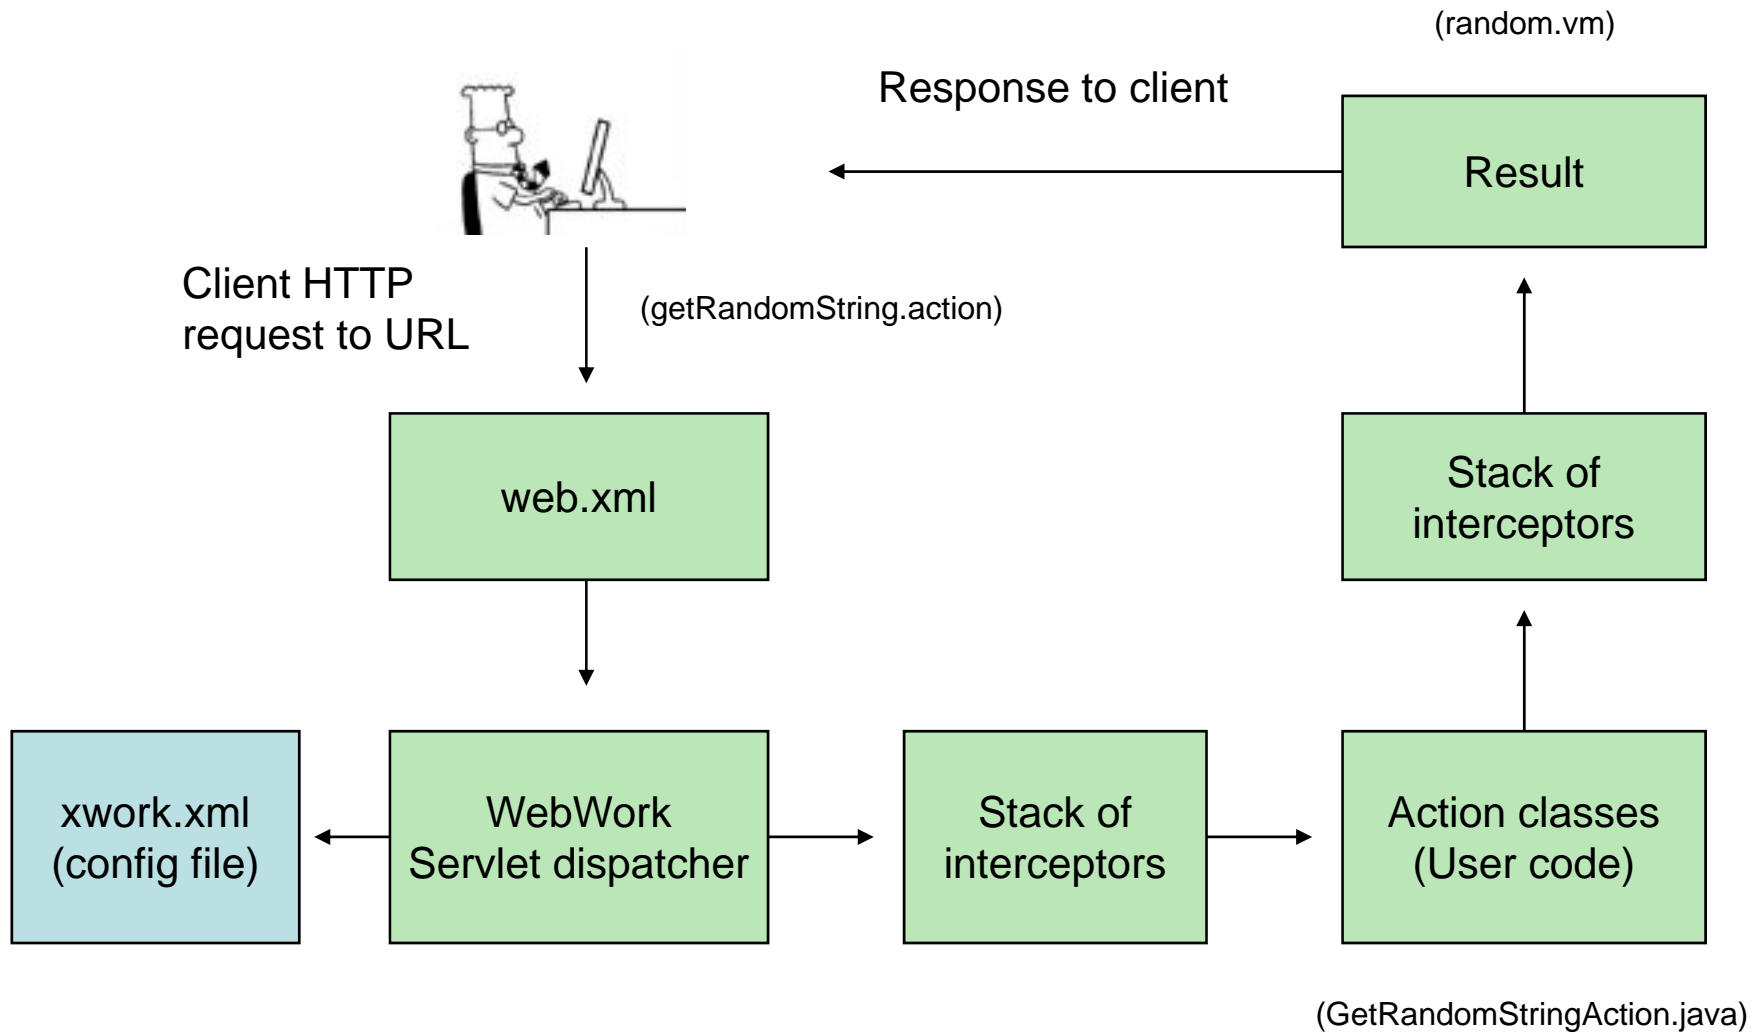 (random.vm)
Response to client
Result
Client HTTP
request to URL
(getRandomString.action)
web.xml
Stack of
interceptors
xwork.xml
(config file)
WebWork
Servlet dispatcher
Stack of
interceptors
Action classes
(User code)
(GetRandomStringAction.java)